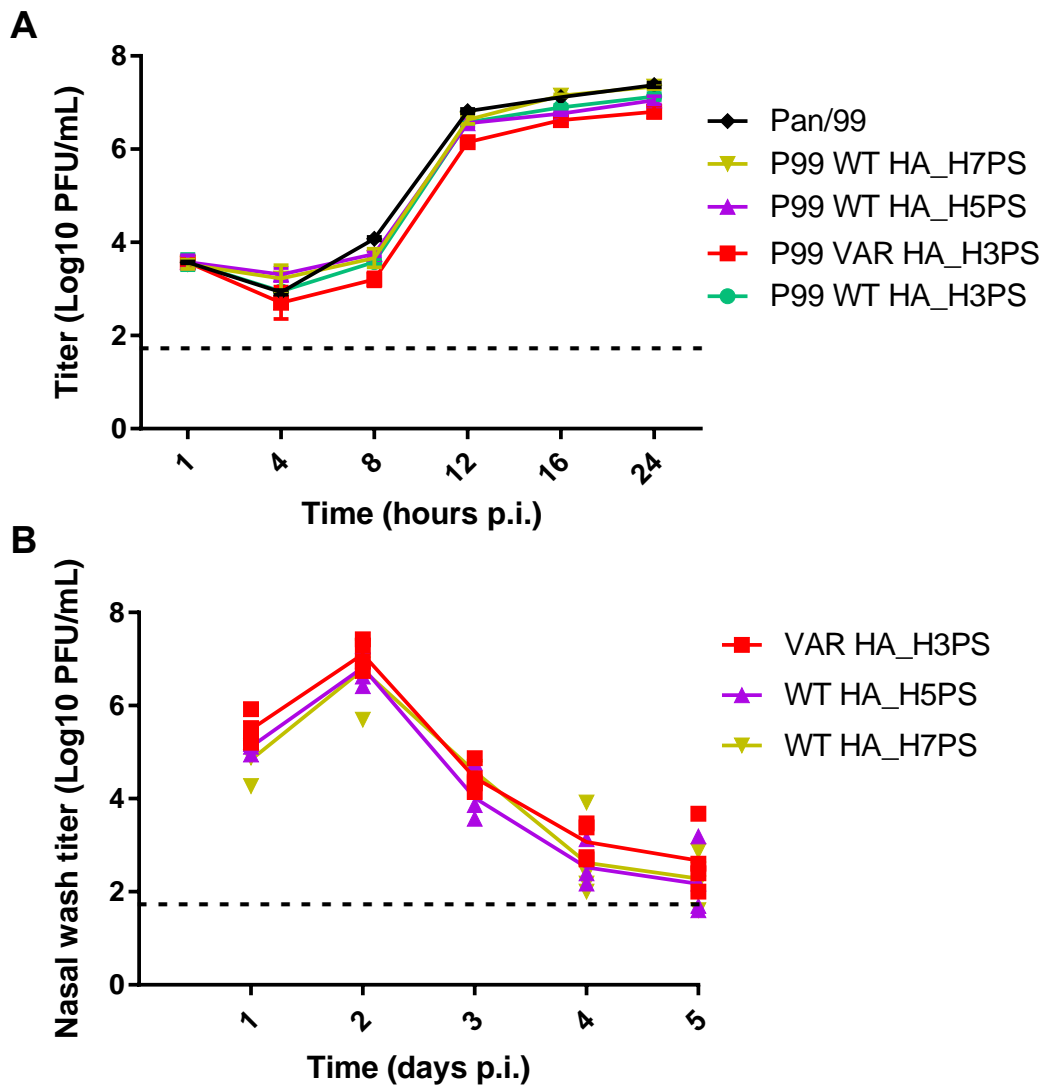 A
Titer (Log10 PFU/mL)
8
6
4
2
0
1
4
8
12
16
24
Time (hours p.i.)
Pan/99
P99 WT HA_H7PS
P99 WT HA_H5PS
P99 VAR HA_H3PS
P99 WT HA_H3PS
B
Nasal wash titer (Log10 PFU/mL)
8
6
4
2
0
1
2
3
4
5
Time (days p.i.)
VAR HA_H3PS
WT HA_H5PS
WT HA_H7PS